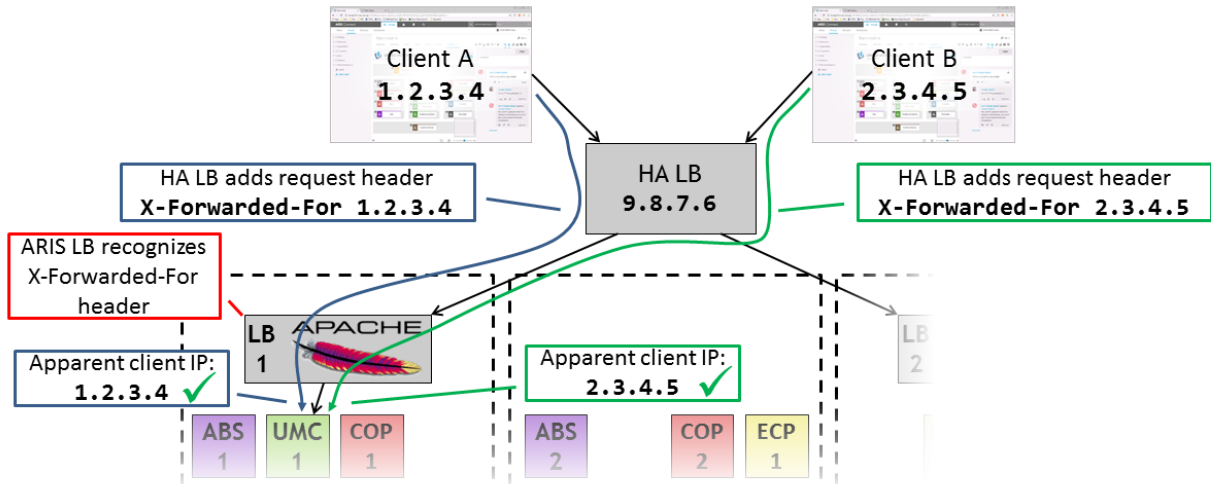 Client A
1.2.3.4
Client B
2.3.4.5
HA LB
9.8.7.6
HA LB adds request header
X-Forwarded-For 1.2.3.4
HA LB adds request header
X-Forwarded-For 2.3.4.5
ARIS LB recognizes
X-Forwarded-For
header
LB
1
APACHE
LB
2
Apparent client IP:
1.2.3.4
Apparent client IP:
2.3.4.5
ABS
1
UMC
1
COP
1
ABS
2
COP
2
ECP
1